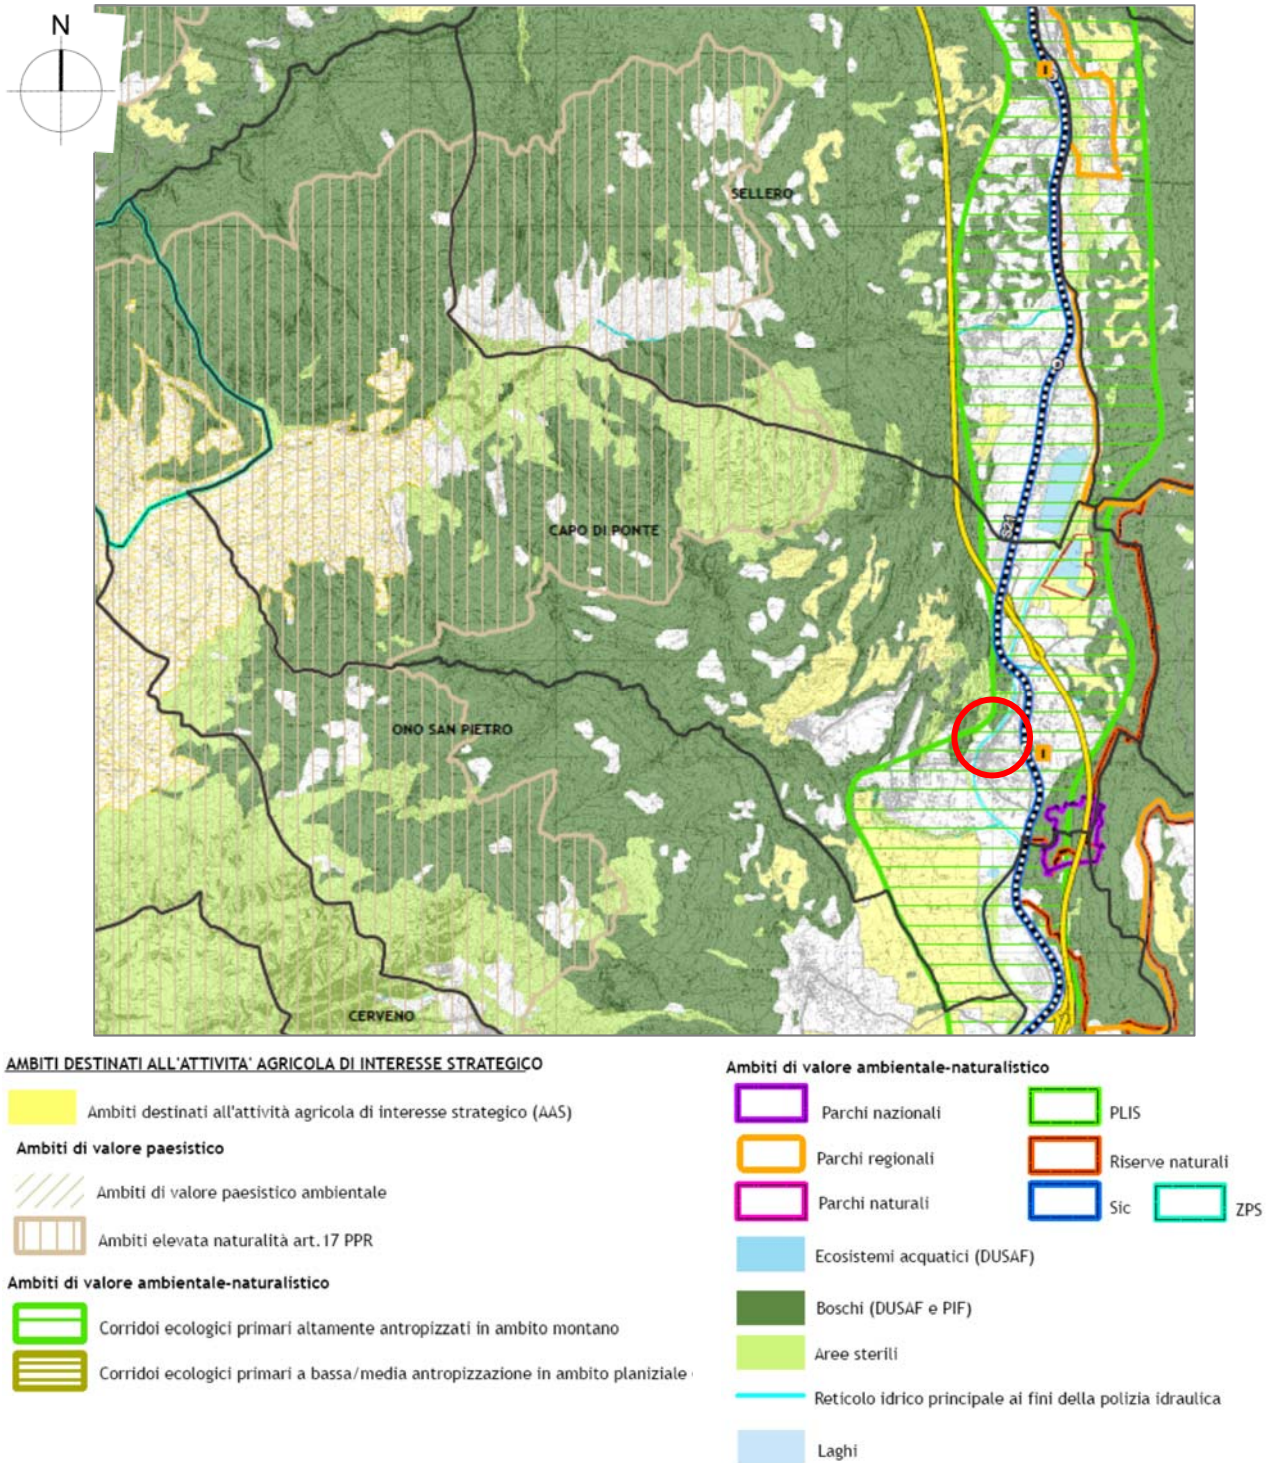 N
SELLERO
CAPO DI PONTE
ONO SAN PIETRO
CERVENO
AMBITI DESTINATI ALL'ATTIVITA' AGRICOLA DI INTERESSE STRATEGICO
Ambiti destinati all'attività agricola di interesse strategico (AAS)
Ambiti di valore paesistico
Ambiti di valore paesistico ambientale
Ambiti elevata naturalità art.17 PPR
Ambiti di valore ambientale-naturalistico
Corridoi ecologici primari altamente antropizzati in ambito montano
Corridoi ecologici primari a bassa/media antropizzazione in ambito planiziale
Ambiti di valore ambientale-naturalistico
Parchi nazionali
PLIS
Parchi regionali
Riserve naturali
Parchi naturali
Sic
ZPS
Ecosistemi acquatici (DUSAF)
Boschi (DUSAF e PIF)
Aree sterili
Reticolo idrico principale ai fini della polizia idraulica
Laghi